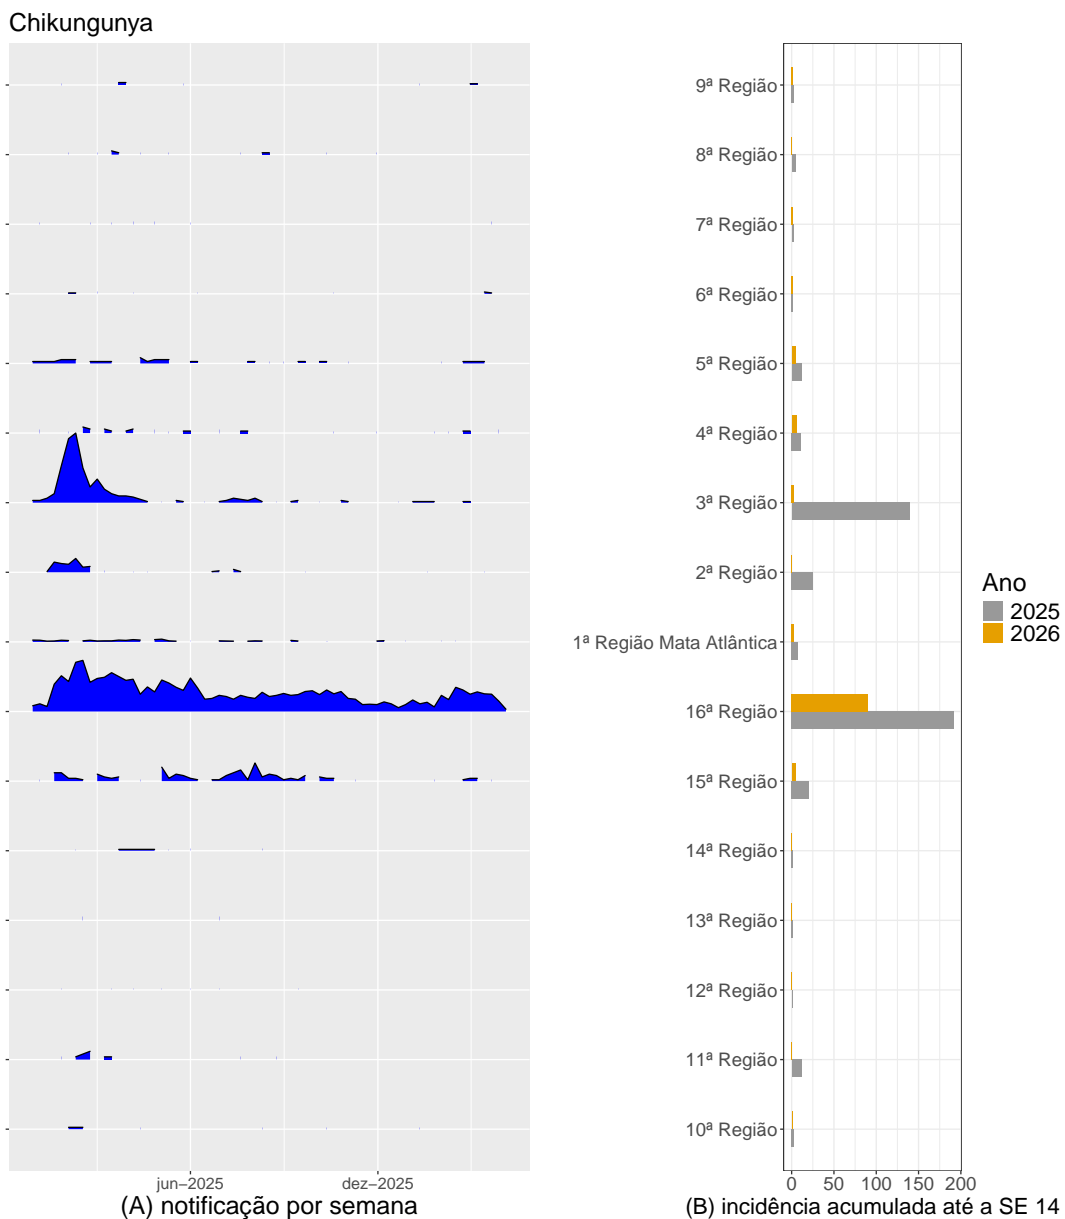 Chikungunya
9ª Região
8ª Região
7ª Região
6ª Região
5ª Região
4ª Região
3ª Região
2ª Região
1ª Região Mata Atlântica
16ª Região
15ª Região
14ª Região
13ª Região
12ª Região
11ª Região
10ª Região
Ano
2025
2026
jun−2025 dez−2025
0 50 100 150 200
(A) notificação por semana
(B) incidência acumulada até a SE 14